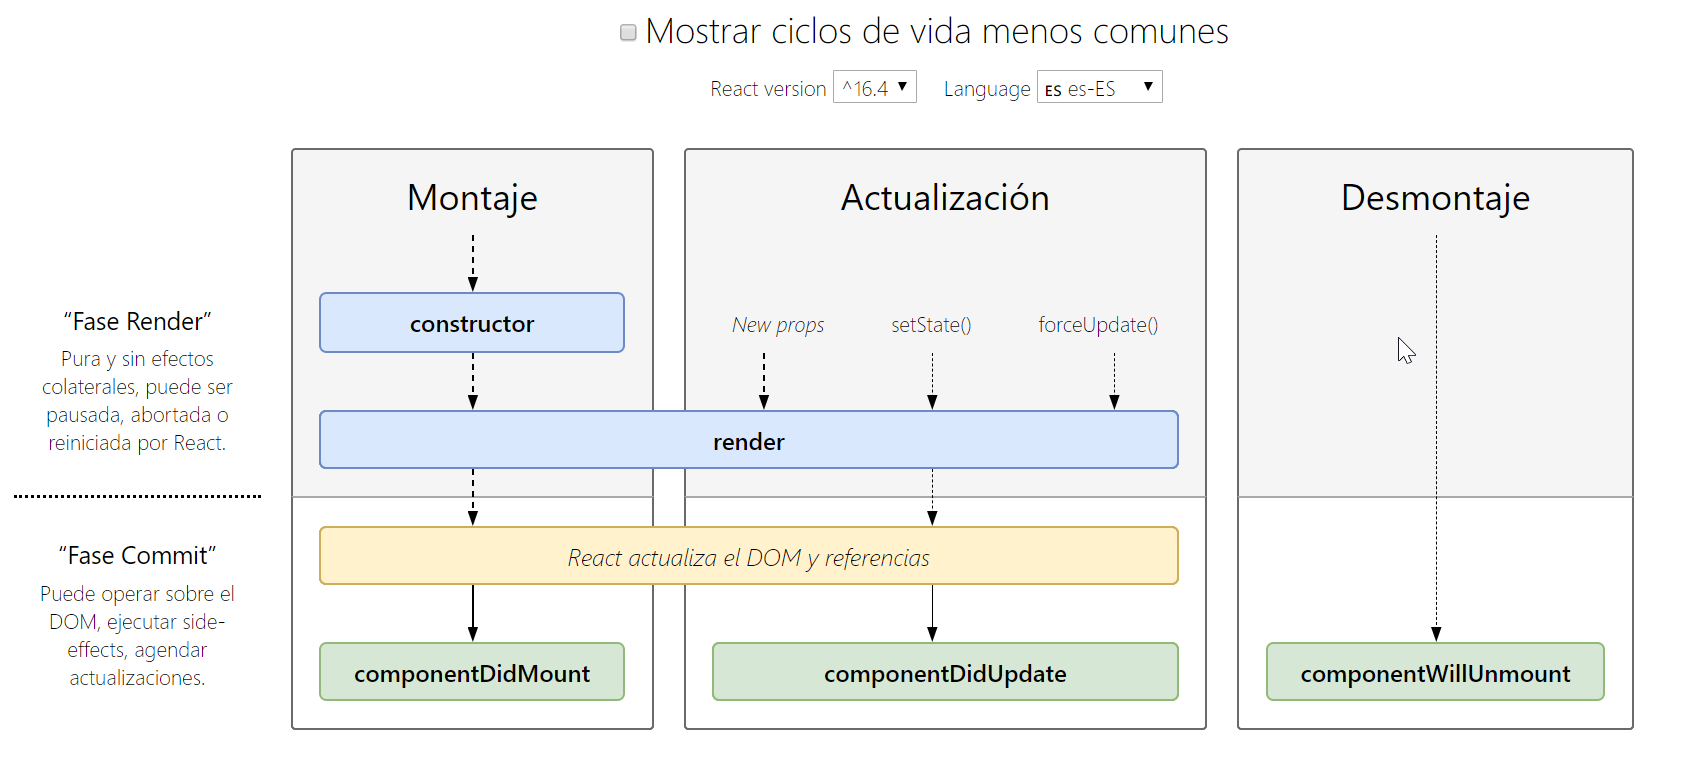 Mostrar ciclos de vida menos comunes
React version ^16.4 Language ES es-ES
Montaje
Actualización
Desmontaje
“Fase Render”
Pura y sin efectos
colaterales, puede ser
pausada, abortada o
reiniciada por React.
constructor
New props
setState()
forceUpdate()
render
“Fase Commit”
Puede operar sobre el
DOM, ejecutar side-
effects, agendar
actualizaciones.
React actualiza el DOM y referencias
componentDidMount
componentDidUpdate
componentWillUnmount